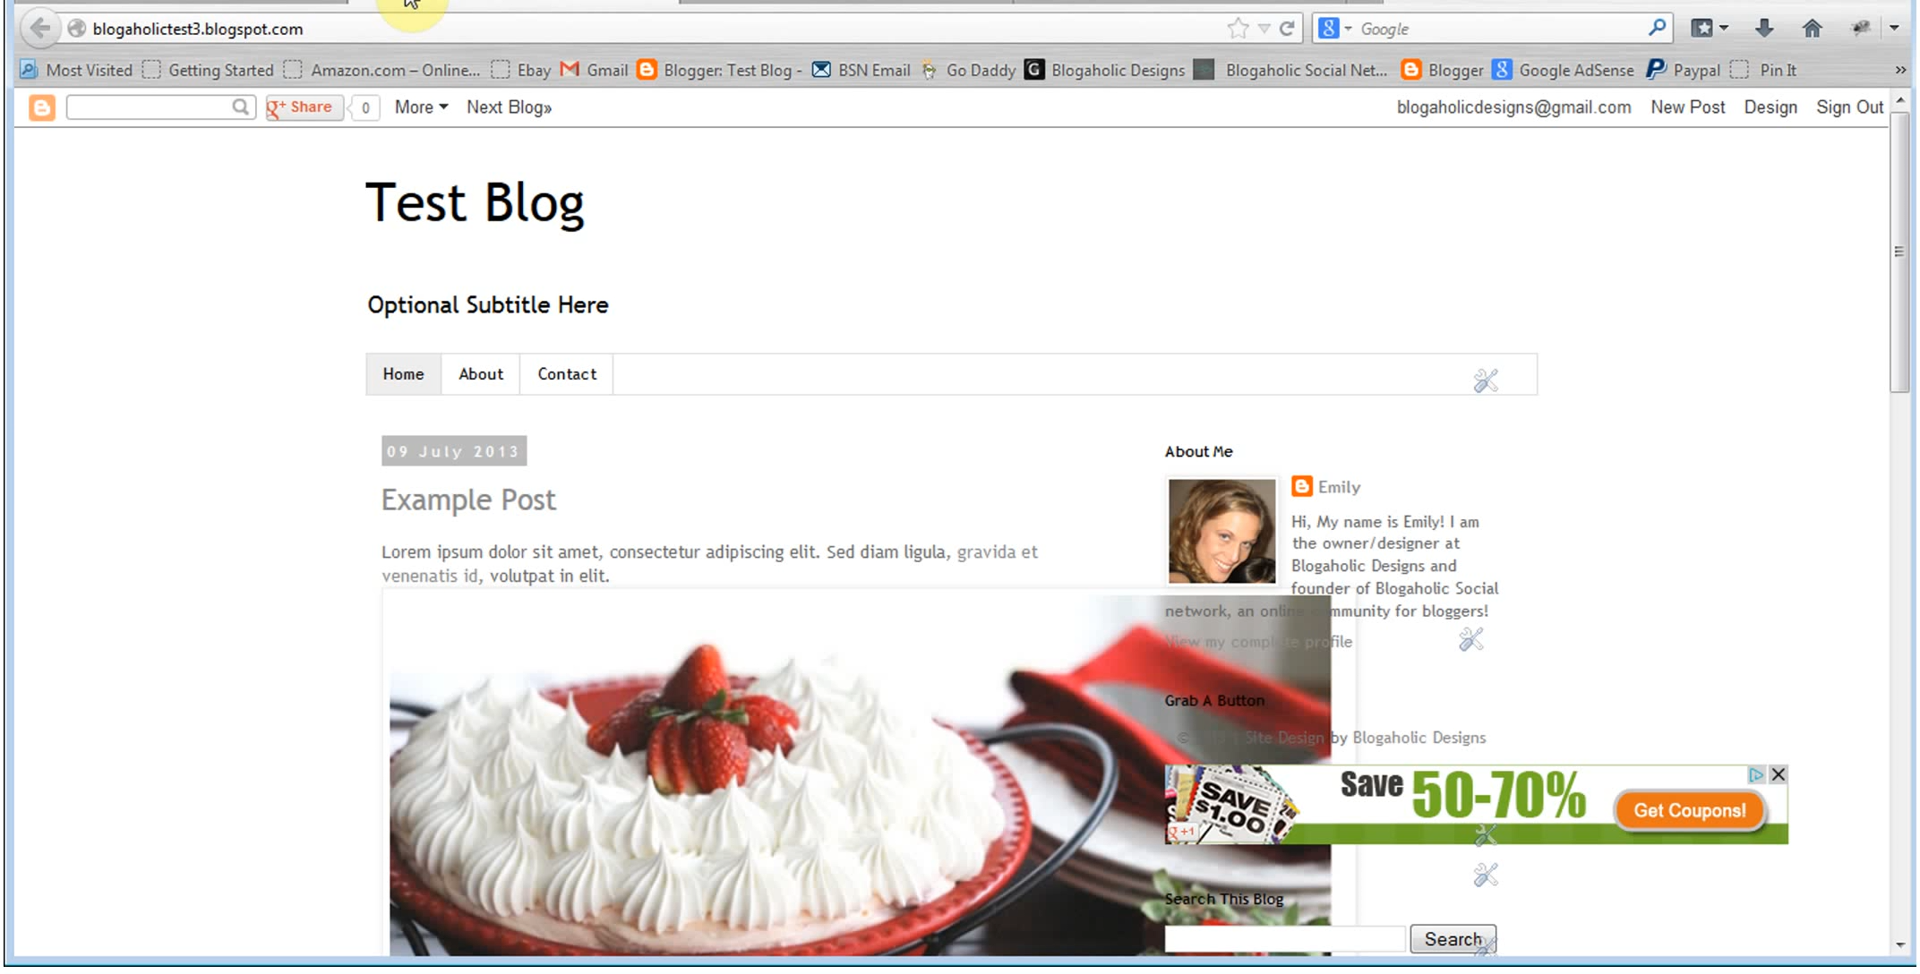 blogaholictest3.blogspot.com
Google
Most Visited Getting Started Amazon.com – Online... Ebay Gmail Blogger: Test Blog - BSN Email Go Daddy Blogaholic Designs Blogaholic Social Net... Blogger Google AdSense Paypal Pin It »
Share 0 More Next Blog» blogaholicdesigns@gmail.com New Post Design Sign Out
Test Blog
Optional Subtitle Here
Home About Contact
09 July 2013
Example Post
Lorem ipsum dolor sit amet, consectetur adipiscing elit. Sed diam ligula, gravida et
venenatis id, volutpat in elit.
About Me
Emily
Hi, My name is Emily! I am
the owner/designer at
Blogaholic Designs and
founder of Blogaholic Social
network, an online community for bloggers!
View my complete profile
Grab A Button
Site Design by Blogaholic Designs
SAVE
$1.00
Save 50-70%
Get Coupons!
+1
Search This Blog
Search